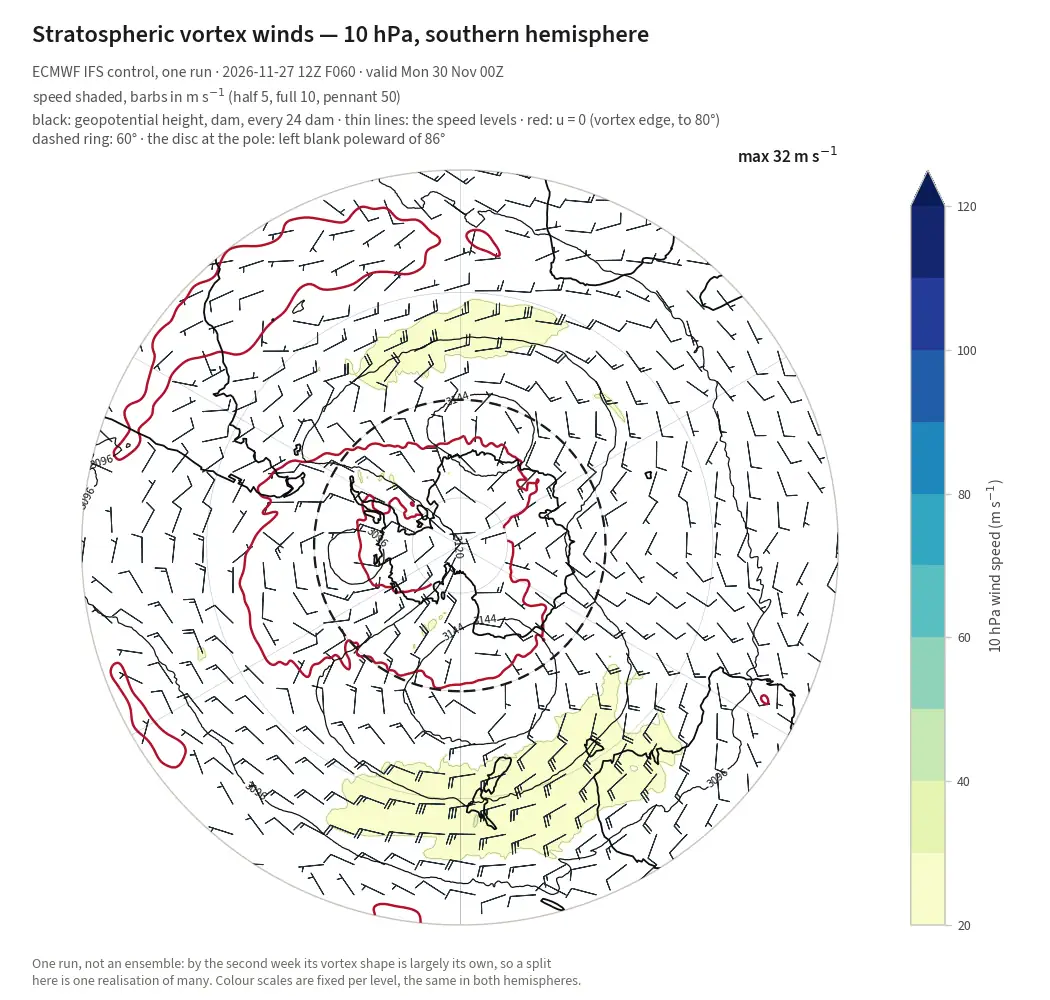 Stratospheric vortex winds — 10 hPa, southern hemisphere
ECMWF IFS control, one run · 2026-11-27 12Z F060 · valid Mon 30 Nov 00Z
speed shaded, barbs in m s⁻¹ (half 5, full 10, pennant 50)
black: geopotential height, dam, every 24 dam · thin lines: the speed levels · red: u = 0 (vortex edge, to 80°)
dashed ring: 60° · the disc at the pole: left blank poleward of 86°
max 32 m s⁻¹
120
100
80
60
40
20
10 hPa wind speed (m s⁻¹)
3144
3096
3096
3096
3120
3144
3144
3096
3096
One run, not an ensemble: by the second week its vortex shape is largely its own, so a split
here is one realisation of many. Colour scales are fixed per level, the same in both hemispheres.